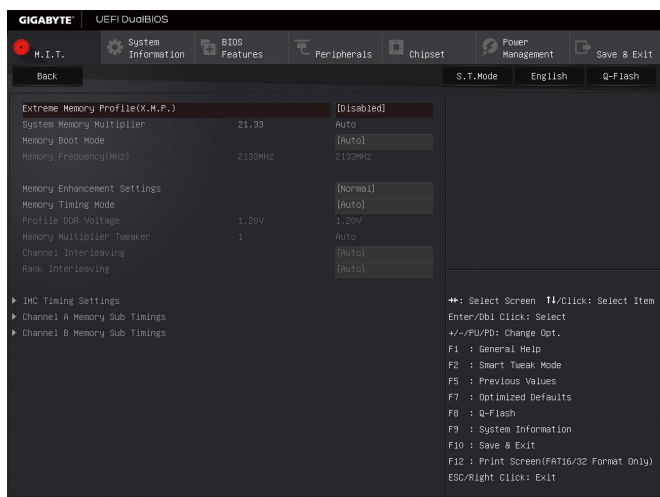 GIGABYTE™ UEFI DualBIOS
M.I.T.
System Information
BIOS Features
Peripherals
Chipset
Power Management
Save & Exit
Back
S.T.Mode English Q-Flash
Extreme Memory Profile(X.M.P.) [Disabled]
System Memory Multiplier 21.33 Auto
Memory Boot Mode [Auto]
Memory Frequency(MHz) 2133MHz 2133MHz
Memory Enhancement Settings [Normal]
Memory Timing Mode [Auto]
Profile DDR Voltage 1.20V 1.20V
Memory Multiplier Tweaker 1 Auto
Channel Interleaving [Auto]
Rank Interleaving [Auto]
▶ IMC Timing Settings
▶ Channel A Memory Sub Timings
▶ Channel B Memory Sub Timings
→←: Select Screen ↑↓/Click: Select Item
Enter/Dbl Click: Select
+/-/PU/PD: Change Opt.
F1 : General Help
F2 : Smart Tweak Mode
F5 : Previous Values
F7 : Optimized Defaults
F8 : Q-Flash
F9 : System Information
F10 : Save & Exit
F12 : Print Screen(FAT16/32 Format Only)
ESC/Right Click: Exit